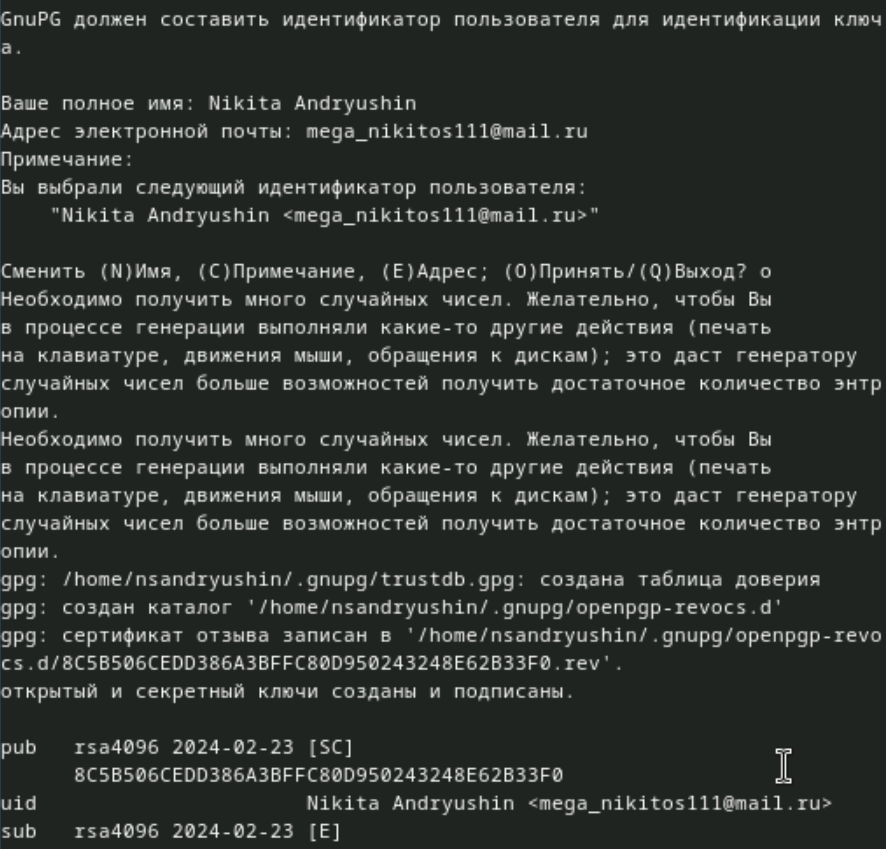 GnuPG должен составить идентификатор пользователя для идентификации ключ
а.
Ваше полное имя: Nikita Andryushin
Адрес электронной почты: mega_nikitos111@mail.ru
Примечание:
Вы выбрали следующий идентификатор пользователя:
"Nikita Andryushin <mega_nikitos111@mail.ru>"
Сменить (N)Имя, (C)Примечание, (E)Адрес; (O)Принять/(Q)Выход? o
Необходимо получить много случайных чисел. Желательно, чтобы Вы
в процессе генерации выполняли какие-то другие действия (печать
на клавиатуре, движения мыши, обращения к дискам); это даст генератору
случайных чисел больше возможностей получить достаточное количество энтр
опии.
Необходимо получить много случайных чисел. Желательно, чтобы Вы
в процессе генерации выполняли какие-то другие действия (печать
на клавиатуре, движения мыши, обращения к дискам); это даст генератору
случайных чисел больше возможностей получить достаточное количество энтр
опии.
gpg: /home/nsandryushin/.gnupg/trustdb.gpg: создана таблица доверия
gpg: создан каталог '/home/nsandryushin/.gnupg/openpgp-revocs.d'
gpg: сертификат отзыва записан в '/home/nsandryushin/.gnupg/openpgp-revo
cs.d/8C5B506CEDD386A3BFFC80D950243248E62B33F0.rev'.
открытый и секретный ключи созданы и подписаны.
pub   rsa4096 2024-02-23 [SC]
8C5B506CEDD386A3BFFC80D950243248E62B33F0
uid                      Nikita Andryushin <mega_nikitos111@mail.ru>
sub   rsa4096 2024-02-23 [E]